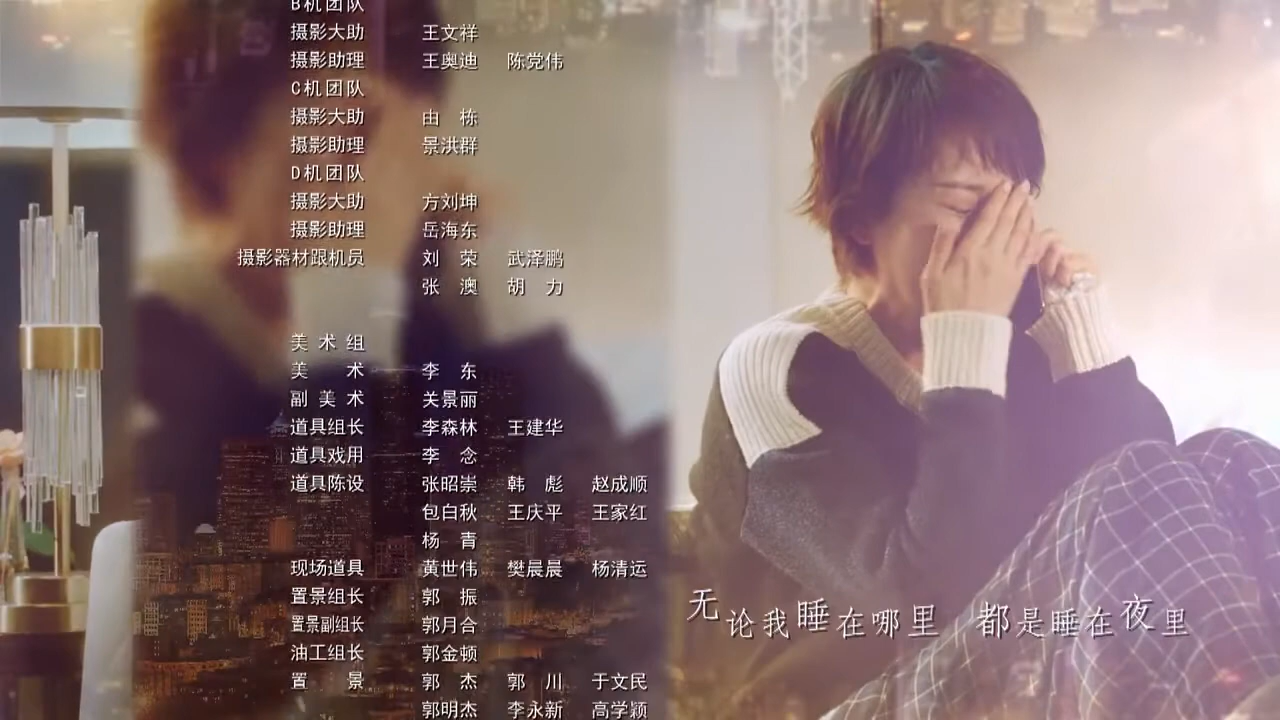 B机团队
摄影大助 王文祥
摄影助理 王奥迪 陈党伟
C机团队
摄影大助 由栋
摄影助理 景洪群
D机团队
摄影大助 方刘坤
摄影助理 岳海东
摄影器材跟机员 刘荣 武泽鹏
张澳 胡力
美术组
美术 李东
副美术 关景丽
道具组长 李森林 王建华
道具戏用 李念
道具陈设 张昭崇 韩彪 赵成顺
包白秋 王庆平 王家红
杨青
现场道具 黄世伟 樊晨晨 杨清运
置景组长 郭振
置景副组长 郭月合
油工组长 郭金顿
置景 郭杰 郭川 于文民
郭明杰 李永新 高学颖
无论我睡在哪里 都是睡在夜里